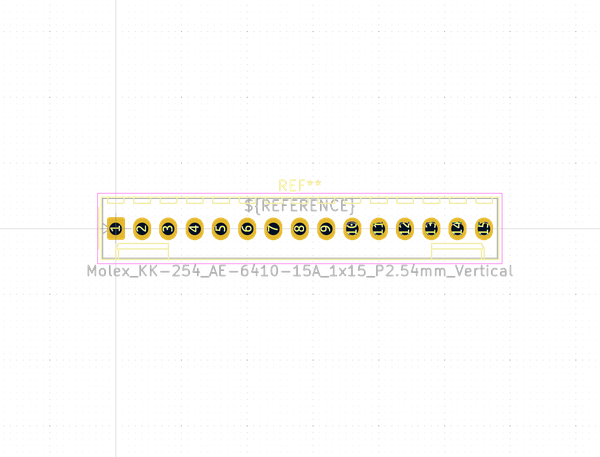 REF**
${REFERENCE}
1 2 3 4 5 6 7 8 9 10 11 12 13 14 15
Molex_KK-254_AE-6410-15A_1x15_P2.54mm_Vertical